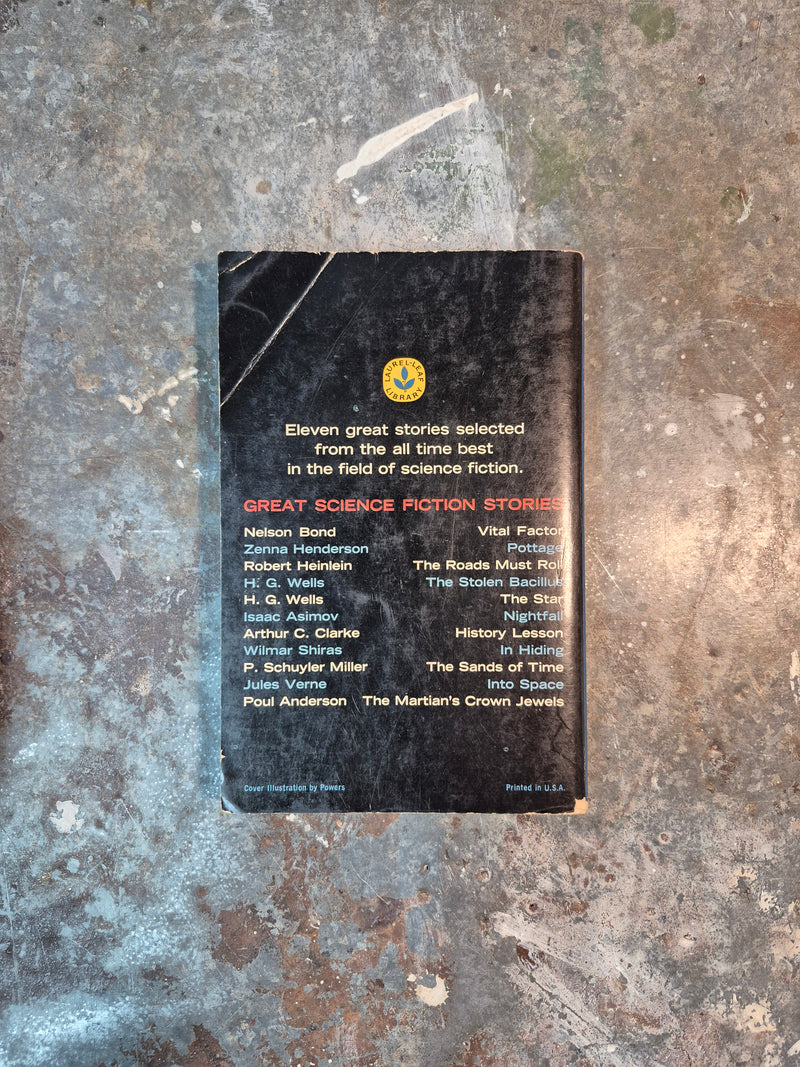 LAUREL-LEAF LIBRARY
Eleven great stories selected
from the all time best
in the field of science fiction.
GREAT SCIENCE FICTION STORIES
Nelson Bond Vital Factor
Zenna Henderson Pottage
Robert Heinlein The Roads Must Roll
H. G. Wells The Stolen Bacillus
H. G. Wells The Star
Isaac Asimov Nightfall
Arthur C. Clarke History Lesson
Wilmar Shiras In Hiding
P. Schuyler Miller The Sands of Time
Jules Verne Into Space
Poul Anderson The Martian's Crown Jewels
Cover Illustration by Powers Printed in U.S.A.